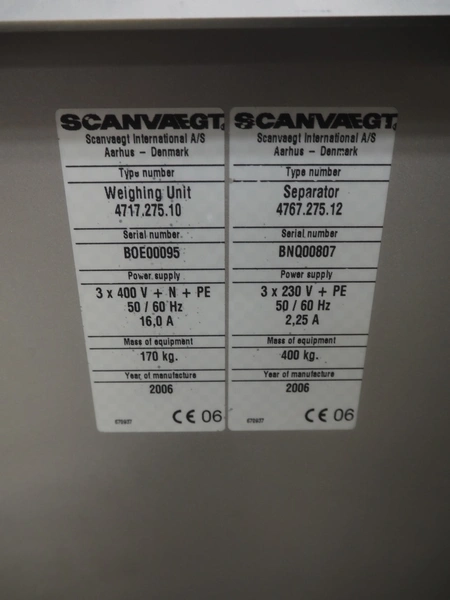 SCANVAEGT
Scanvaegt International A/S
Aarhus - Denmark
Type number
Weighing Unit
4717.275.10
Serial number
BOE00095
Power supply
3 x 400 V + N + PE
50 / 60 Hz
16,0 A
Mass of equipment
170 kg.
Year of manufacture
2006
CE 06
SCANVAEGT
Scanvaegt International A/S
Aarhus - Denmark
Type number
Separator
4767.275.12
Serial number
BNQ00807
Power supply
3 x 230 V + PE
50 / 60 Hz
2,25 A
Mass of equipment
400 kg.
Year of manufacture
2006
CE 06